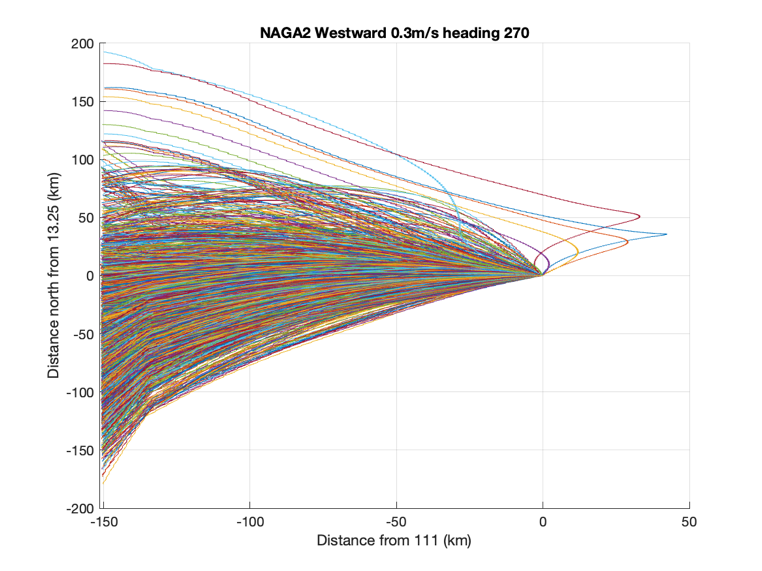 NAGA2 Westward 0.3m/s heading 270
200
150
100
50
0
-50
-100
-150
-200
Distance north from 13.25 (km)
-150 -100 -50 0 50
Distance from 111 (km)